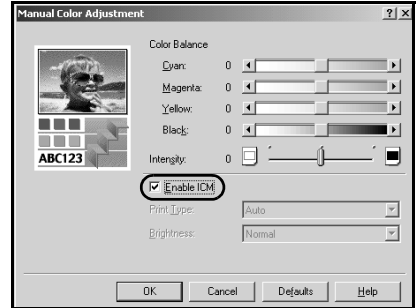 Manual Color Adjustment ? X
Color Balance
Cyan: 0
Magenta: 0
Yellow: 0
Black: 0
ABC123
Intensity: 0
Enable ICM
Print Type: Auto
Brightness: Normal
OK Cancel Defaults Help